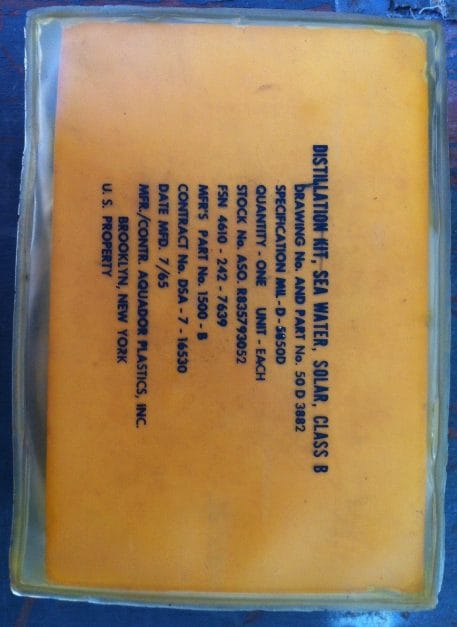 DISTILLATION KIT, SEA WATER, SOLAR, CLASS B
DRAWING No. AND PART No. 50 D 3882
SPECIFICATION MIL-D-5850D
QUANTITY - ONE UNIT - EACH
STOCK No. ASO R835793052
FSN 4610 - 242 - 7639
MFR'S PART No. 1500 - B
CONTRACT No. DSA - 7 - 16530
DATE MFD. 7/65
MFR./CONTR. AQUADOR PLASTICS, INC.
BROOKLYN, NEW YORK
U. S. PROPERTY